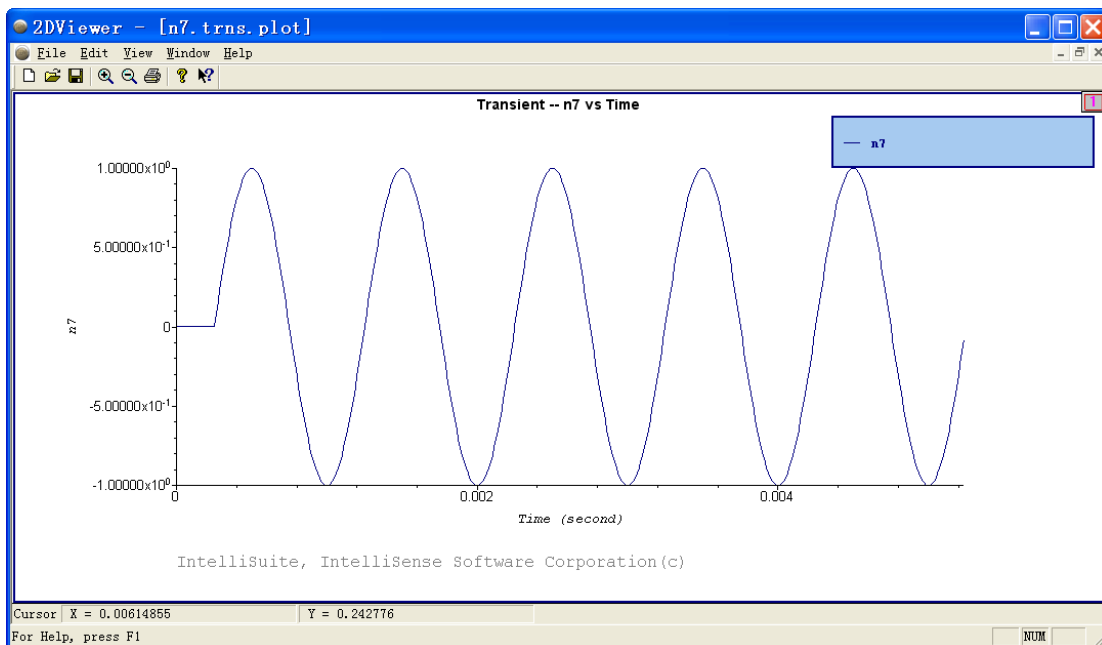 2DViewer - [n7.trns.plot]
File Edit View Window Help
Transient -- n7 vs Time
1
n7
1.00000x10⁰
5.00000x10⁻¹
0
-5.00000x10⁻¹
-1.00000x10⁰
n7
0 0.002 0.004
Time (second)
IntelliSuite, IntelliSense Software Corporation(c)
Cursor X = 0.00614855 Y = 0.242776
For Help, press F1 NUM